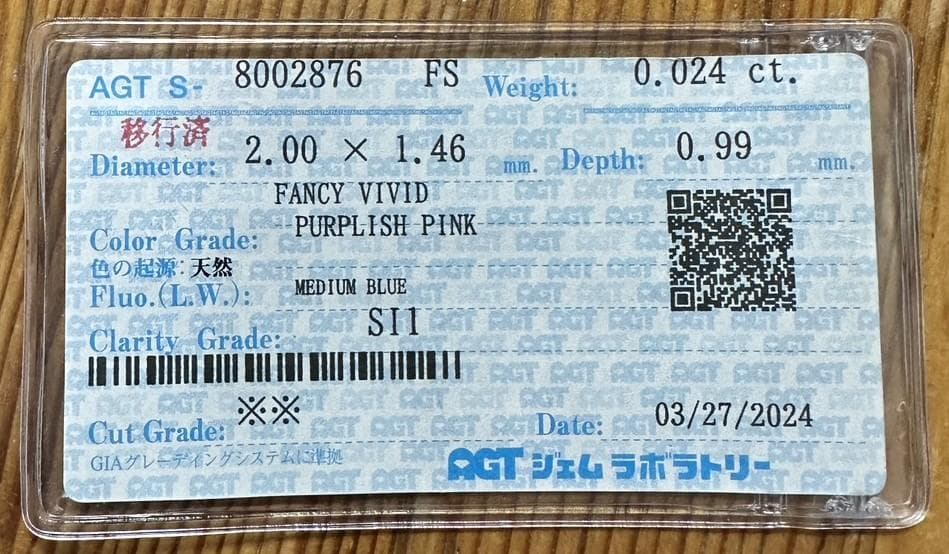 AGT S- 8002876 FS Weight: 0.024 ct.
移行済
Diameter: 2.00 × 1.46 mm. Depth: 0.99 mm.
FANCY VIVID
Color Grade: PURPLISH PINK
色の起源:天然
Fluo.(L.W.): MEDIUM BLUE
Clarity Grade: SI1
Cut Grade: ※※ Date: 03/27/2024
GIAグレーディングシステムに準拠
AGT ジェム ラボラトリー